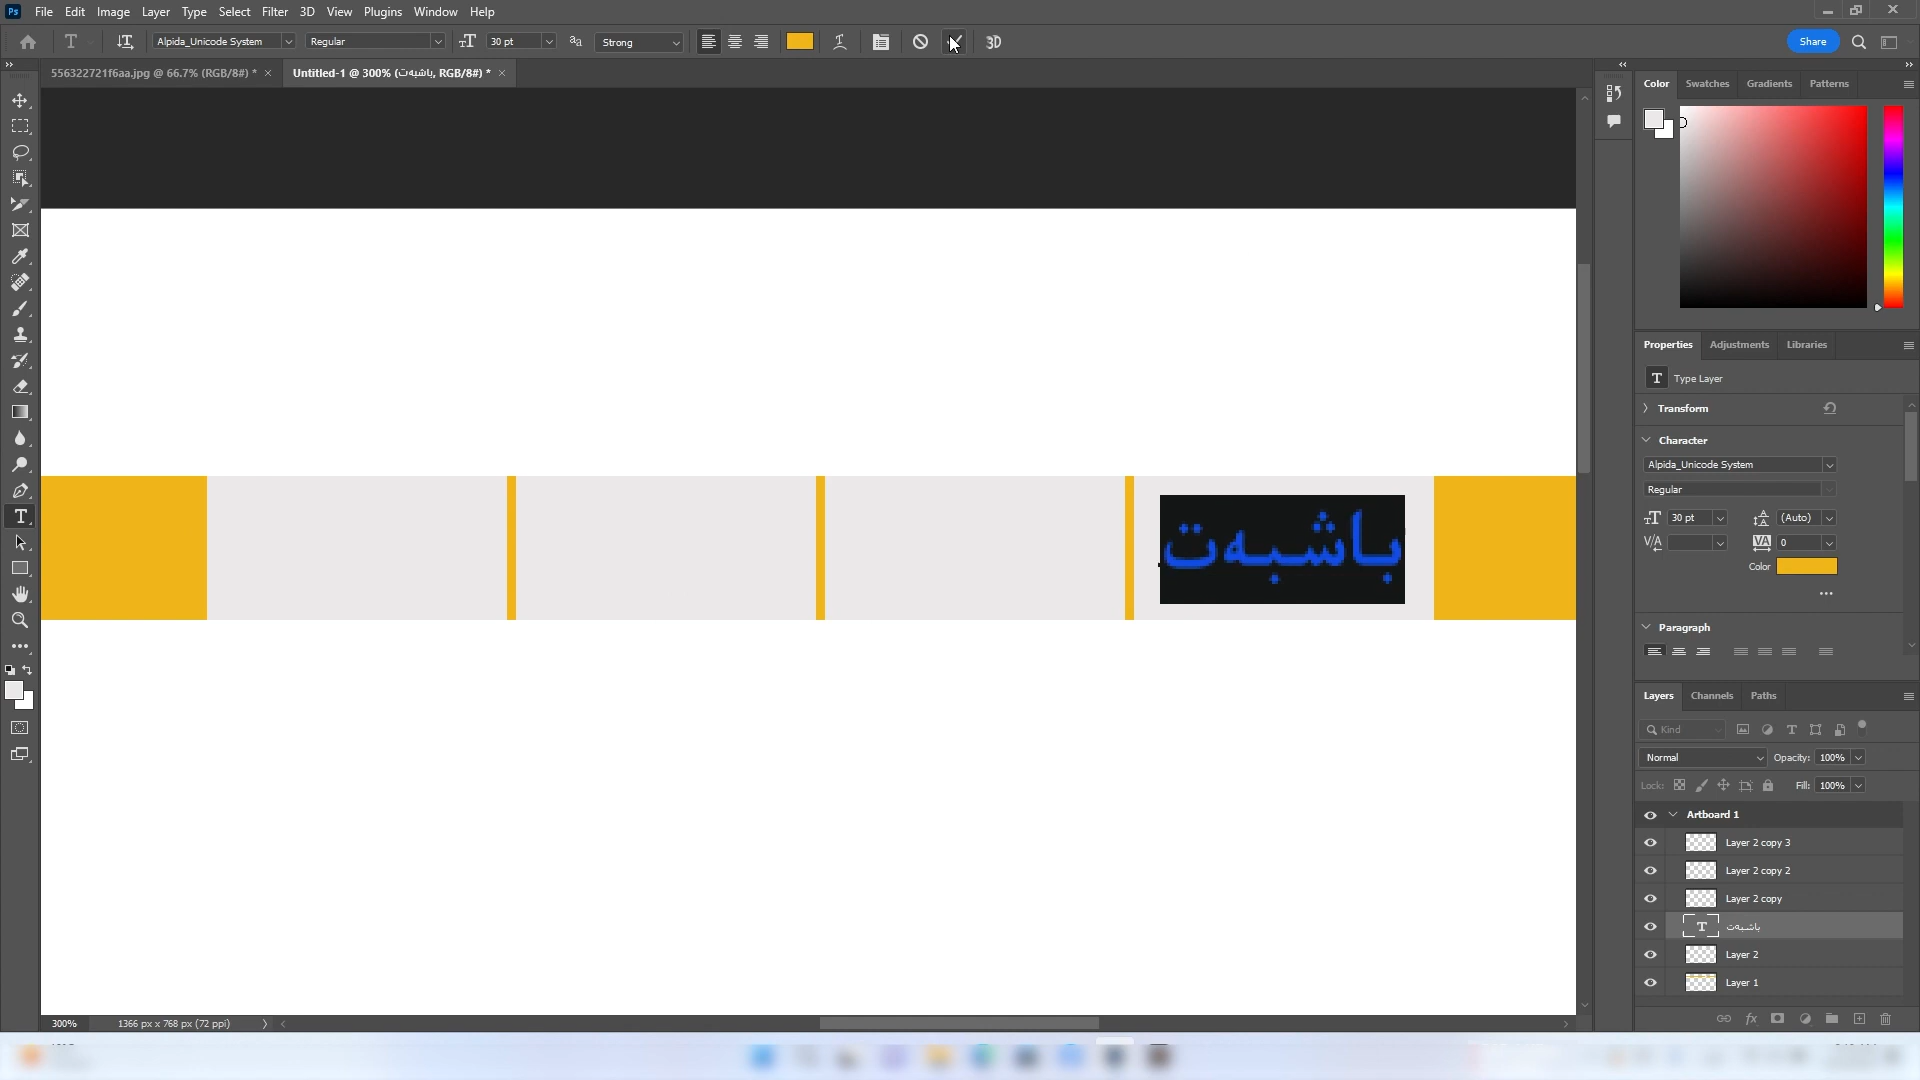 File Edit Image Layer Type Select Filter 3D View Plugins Window Help
Alpida_Unicode System Regular 30 pt Strong 3D Share
556322721f6aa.jpg @ 66.7% (RGB/8#) * Untitled-1 @ 300% (باشبەت, RGB/8#) *
Color Swatches Gradients Patterns
Properties Adjustments Libraries
Type Layer
Transform
Character
Alpida_Unicode System
Regular
30 pt (Auto)
0
Color
باشبەت
Paragraph
Layers Channels Paths
Kind
Normal Opacity: 100%
Lock: Fill: 100%
Artboard 1
Layer 2 copy 3
Layer 2 copy 2
Layer 2 copy
باشبەت
Layer 2
Layer 1
300% 1366 px x 768 px (72 ppi)